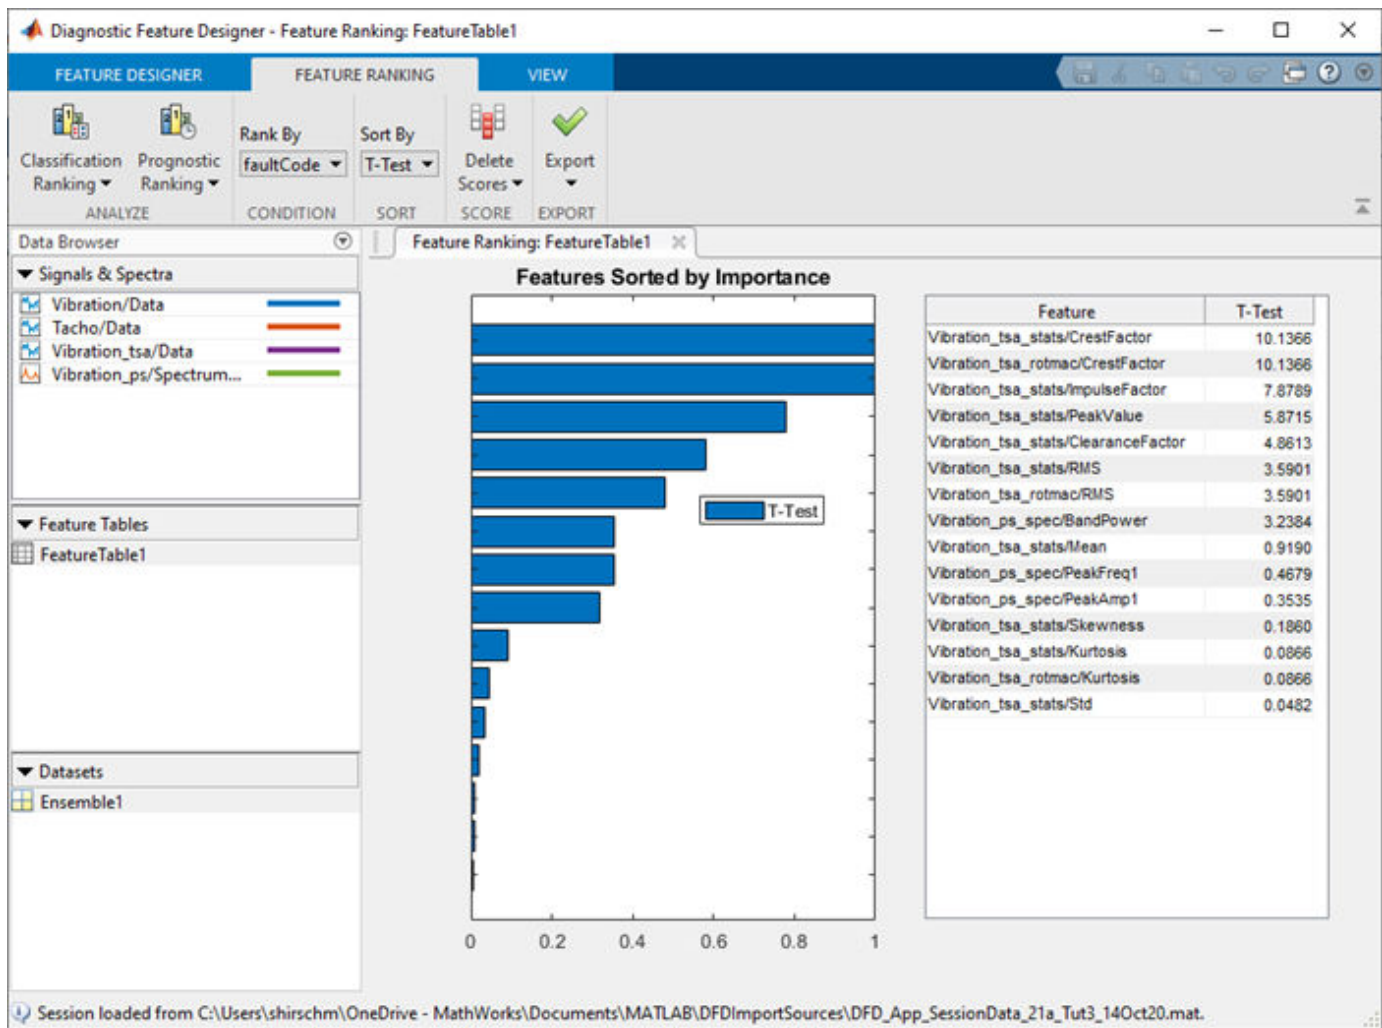 Diagnostic Feature Designer - Feature Ranking: FeatureTable1
FEATURE DESIGNER FEATURE RANKING VIEW
Classification Ranking
Prognostic Ranking
Rank By
faultCode
Sort By
T-Test
Delete Scores
Export
ANALYZE CONDITION SORT SCORE EXPORT
Data Browser
Signals & Spectra
Vibration/Data
Tacho/Data
Vibration_tsa/Data
Vibration_ps/Spectrum...
Feature Tables
FeatureTable1
Datasets
Ensemble1
Feature Ranking: FeatureTable1
Features Sorted by Importance
T-Test
0 0.2 0.4 0.6 0.8 1
Feature T-Test
Vibration_tsa_stats/CrestFactor 10.1366
Vibration_tsa_rotmac/CrestFactor 10.1366
Vibration_tsa_stats/ImpulseFactor 7.8789
Vibration_tsa_stats/PeakValue 5.8715
Vibration_tsa_stats/ClearanceFactor 4.8613
Vibration_tsa_stats/RMS 3.5901
Vibration_tsa_rotmac/RMS 3.5901
Vibration_ps_spec/BandPower 3.2384
Vibration_tsa_stats/Mean 0.9190
Vibration_ps_spec/PeakFreq1 0.4679
Vibration_ps_spec/PeakAmp1 0.3535
Vibration_tsa_stats/Skewness 0.1860
Vibration_tsa_stats/Kurtosis 0.0866
Vibration_tsa_rotmac/Kurtosis 0.0866
Vibration_tsa_stats/Std 0.0482
Session loaded from C:\Users\shirschm\OneDrive - MathWorks\Documents\MATLAB\DFDImportSources\DFD_App_SessionData_21a_Tut3_14Oct20.mat.